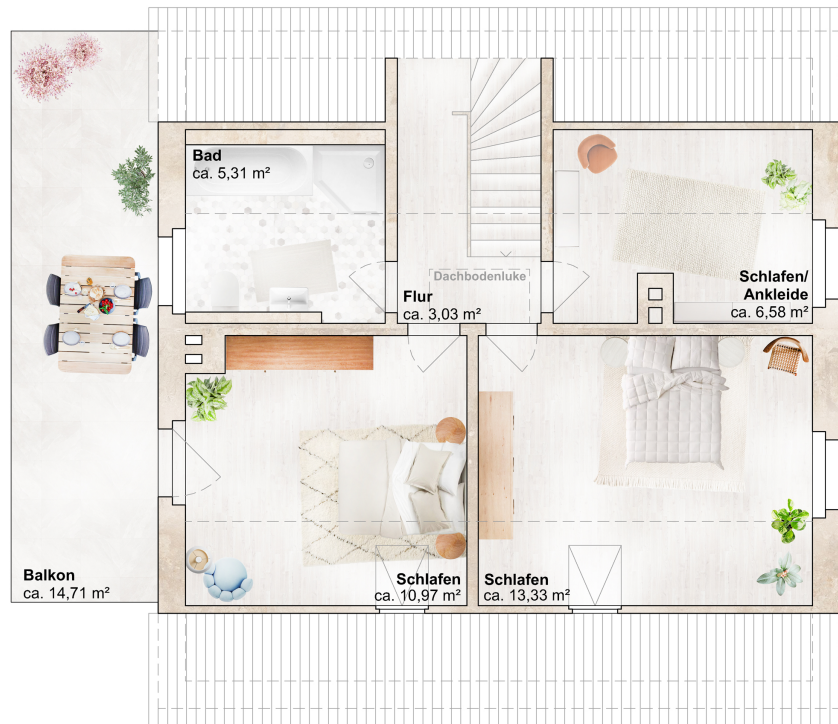 Bad
ca. 5,31 m²
Dachbodenluke
Flur
ca. 3,03 m²
Schlafen/
Ankleide
ca. 6,58 m²
Balkon
ca. 14,71 m²
Schlafen
ca. 10,97 m²
Schlafen
ca. 13,33 m²